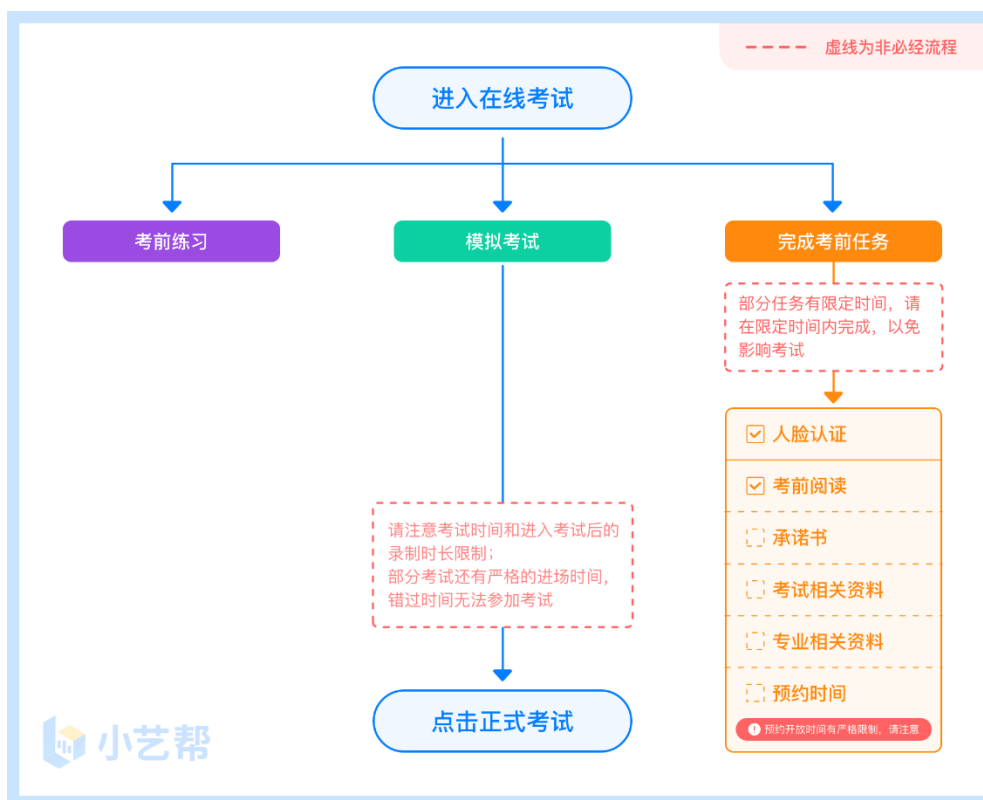 虚线为非必经流程
进入在线考试
考前练习
模拟考试
完成考前任务
部分任务有限定时间，请
在限定时间内完成，以免
影响考试
人脸认证
考前阅读
承诺书
考试相关资料
专业相关资料
预约时间
预约开放时间有严格限制，请注意
请注意考试时间和进入考试后的
录制时长限制；
部分考试还有严格的进场时间，
错过时间无法参加考试
点击正式考试
小艺帮